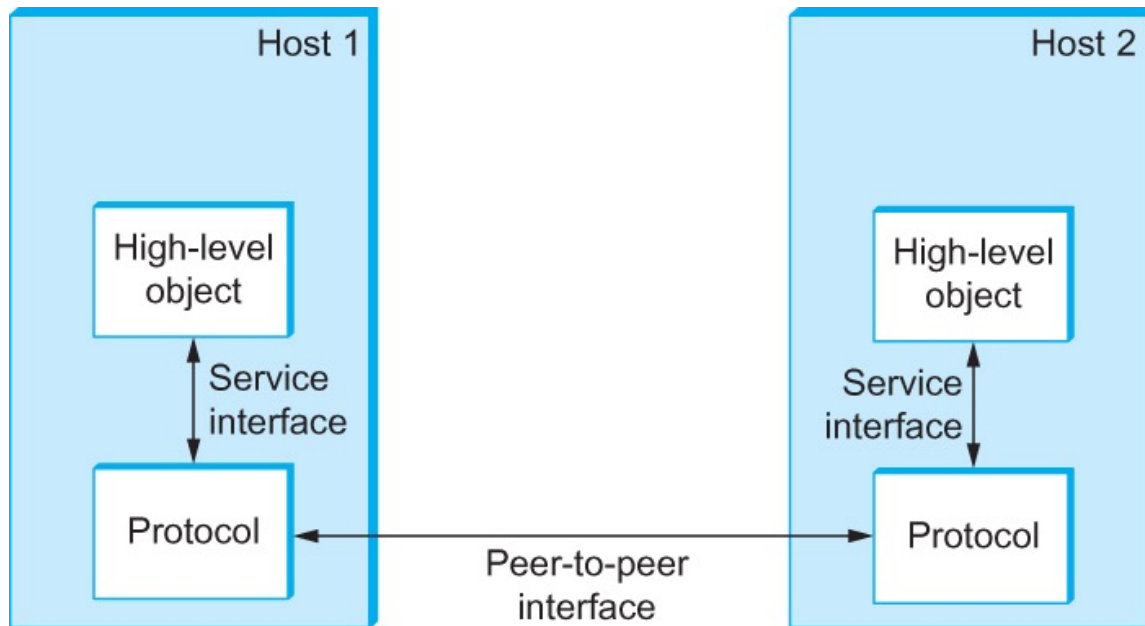 Host 1
High-level
object
Service
interface
Protocol
Peer-to-peer
interface
Host 2
High-level
object
Service
interface
Protocol